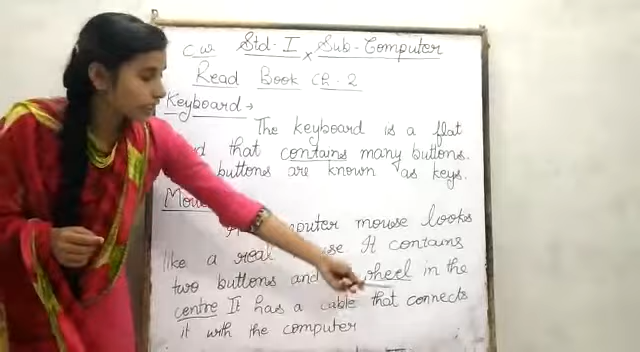 C.W Std-I x Sub-Computer
Read Book CH-2
Keyboard →
The keyboard is a flat
that contains many buttons.
buttons are known as keys.
Mou
computer mouse looks
like a real It contains
two buttons and wheel in the
centre It has a cable that connects
it with the computer